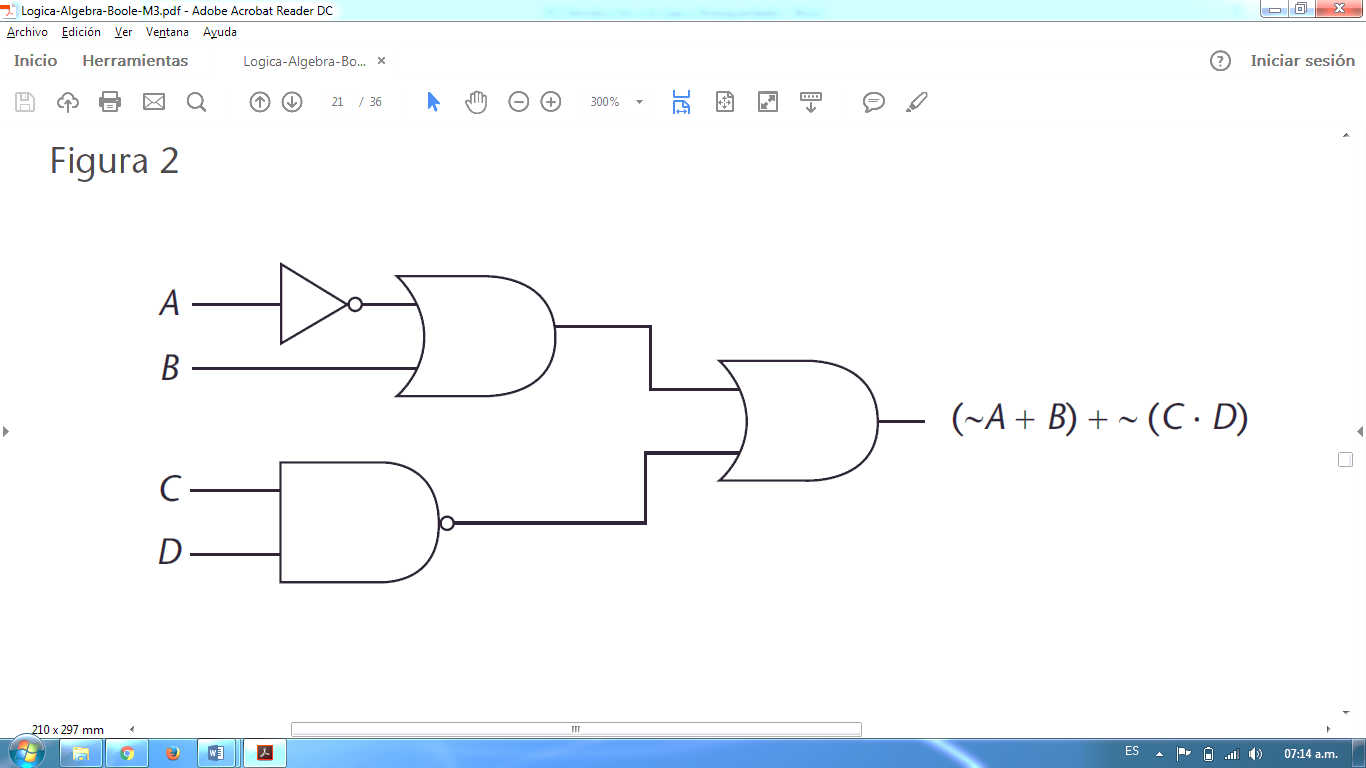 Logica-Algebra-Boole-M3.pdf - Adobe Acrobat Reader DC
Archivo Edición Ver Ventana Ayuda
Inicio Herramientas Logica-Algebra-Bo... × ? Iniciar sesión
21 / 36 300%
Figura 2
A
B
(~A + B) + ~ (C · D)
C
D
210 x 297 mm
ES 07:14 a.m.